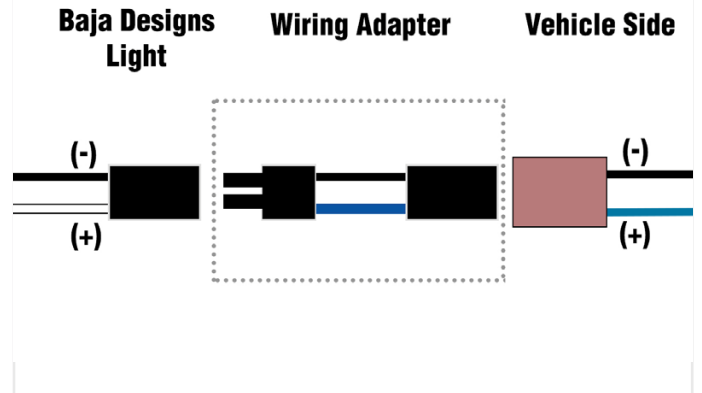 Baja Designs
Light
Wiring Adapter
Vehicle Side
(-)
(-)
(+)
(+)